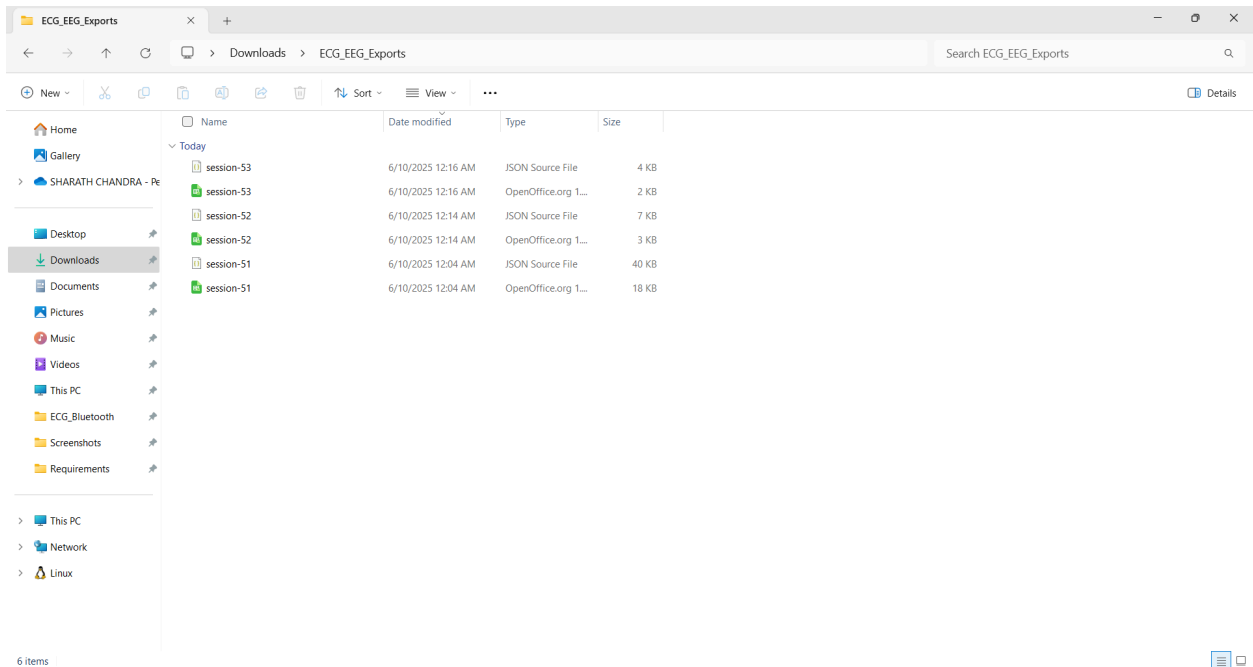 ECG_EEG_Exports
Downloads > ECG_EEG_Exports
Search ECG_EEG_Exports
New
Sort
View
Details
Home
Gallery
SHARATH CHANDRA - Pe
Desktop
Downloads
Documents
Pictures
Music
Videos
This PC
ECG_Bluetooth
Screenshots
Requirements
This PC
Network
Linux
Name Date modified Type Size
Today
session-53 6/10/2025 12:16 AM JSON Source File 4 KB
session-53 6/10/2025 12:16 AM OpenOffice.org 1.... 2 KB
session-52 6/10/2025 12:14 AM JSON Source File 7 KB
session-52 6/10/2025 12:14 AM OpenOffice.org 1.... 3 KB
session-51 6/10/2025 12:04 AM JSON Source File 40 KB
session-51 6/10/2025 12:04 AM OpenOffice.org 1.... 18 KB
6 items